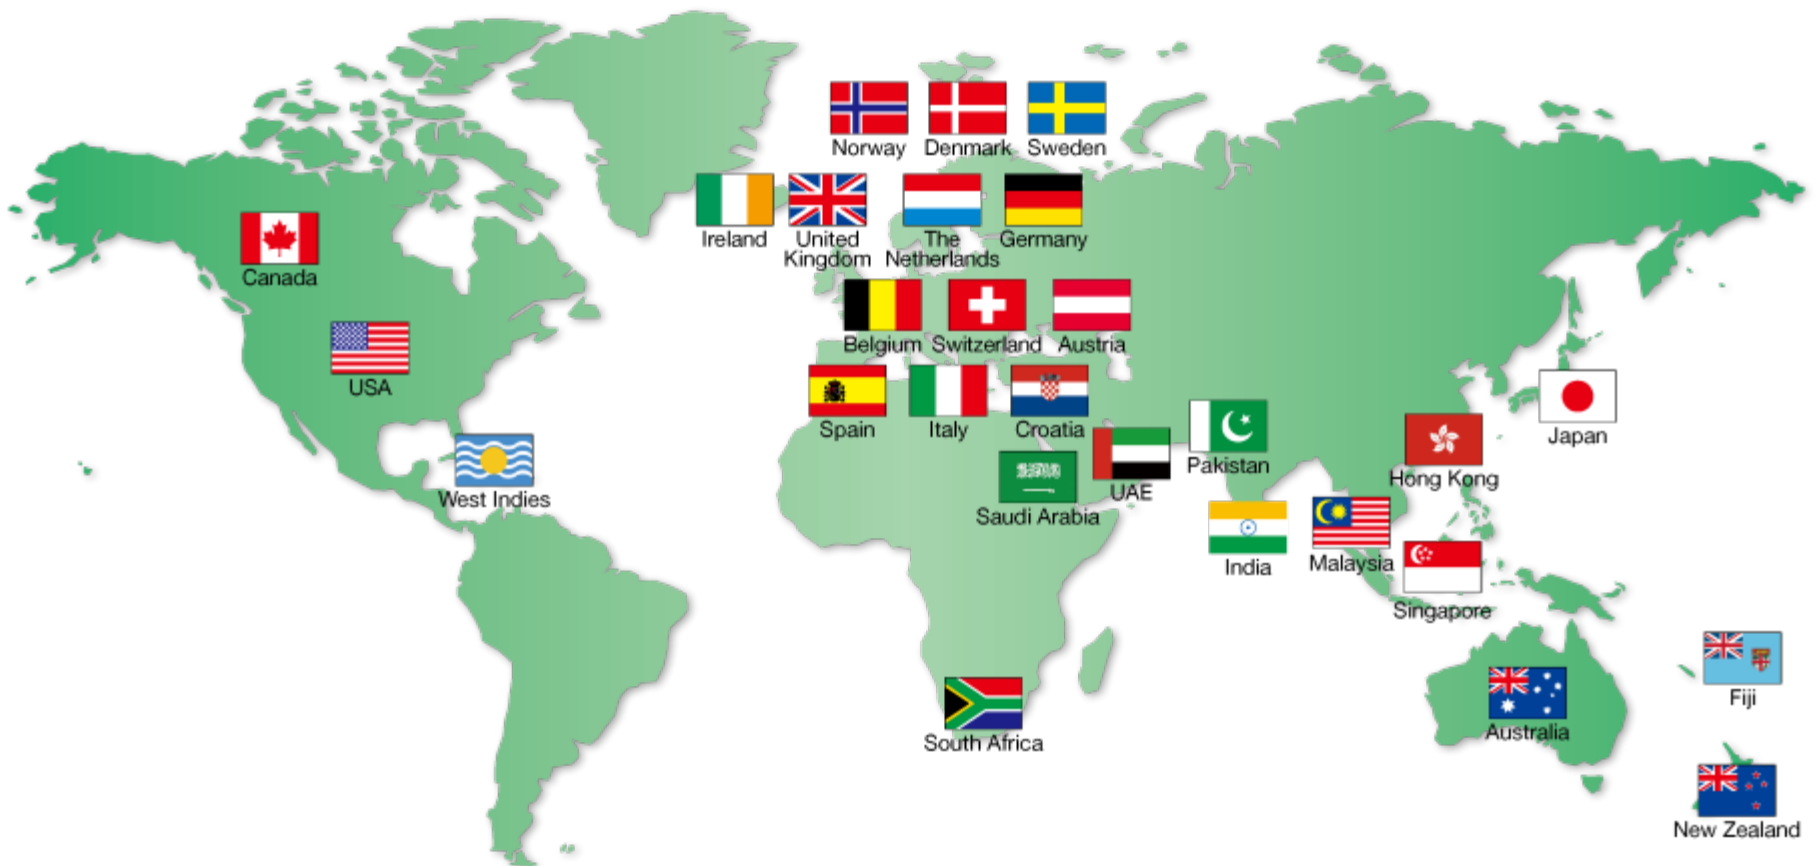 Norway
Denmark
Sweden
Ireland
United
Kingdom
The
Netherlands
Germany
Canada
Belgium
Switzerland
Austria
USA
Spain
Italy
Croatia
Japan
Pakistan
Hong Kong
West Indies
UAE
Saudi Arabia
India
Malaysia
Singapore
Fiji
Australia
South Africa
New Zealand